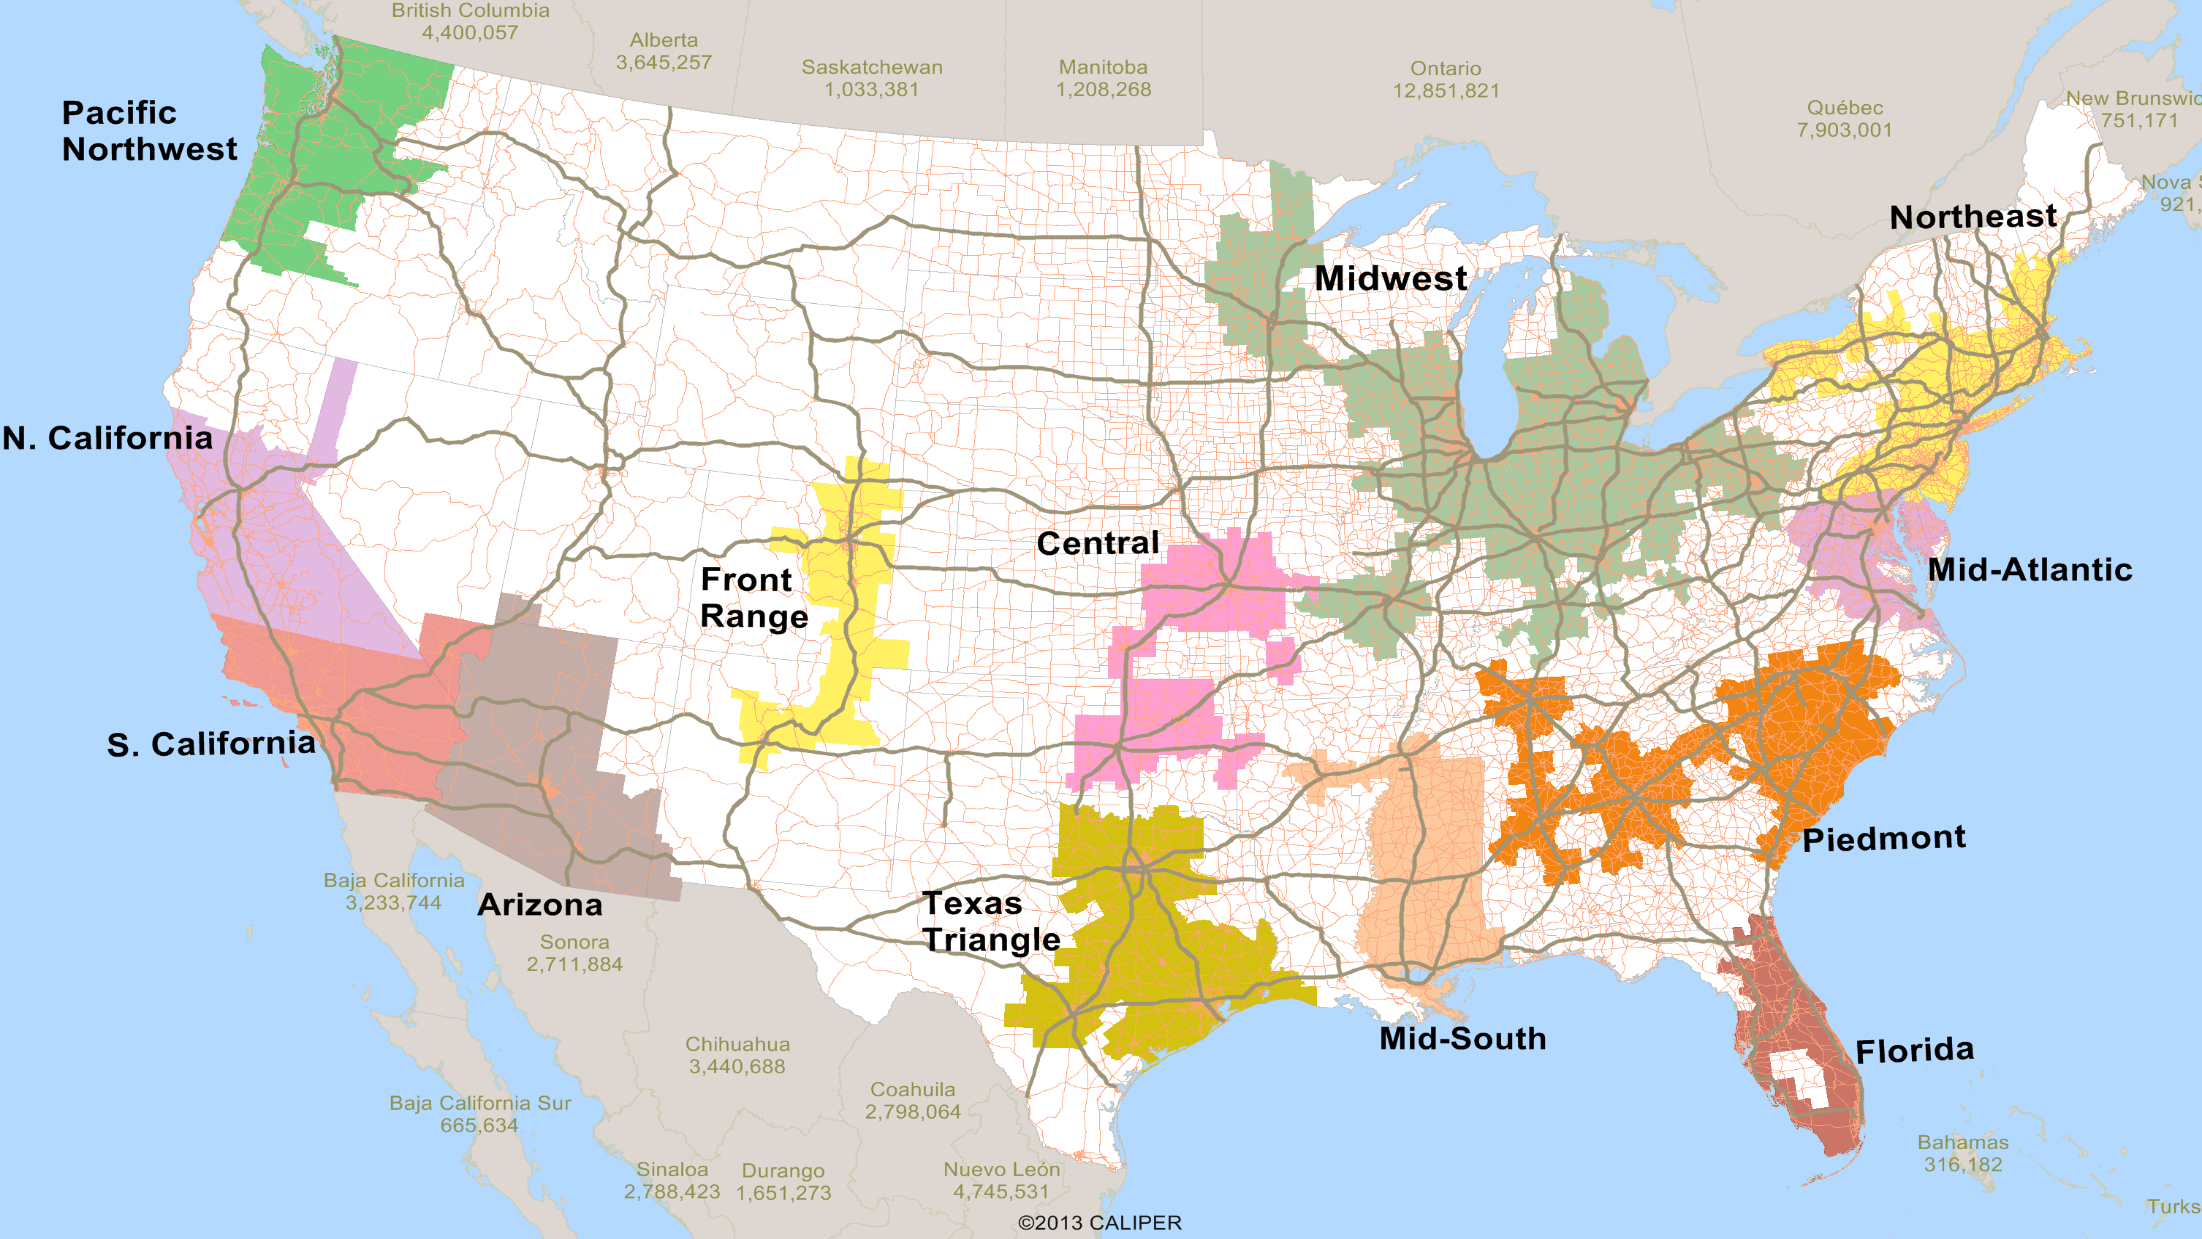 British Columbia
4,400,057
Alberta
3,645,257
Saskatchewan
1,033,381
Manitoba
1,208,268
Ontario
12,851,821
Québec
7,903,001
New Brunswic
751,171
Nova S
921,
Pacific
Northwest
Northeast
Midwest
N. California
Central
Front
Range
Mid-Atlantic
S. California
Piedmont
Arizona
Texas
Triangle
Mid-South
Florida
Baja California
3,233,744
Sonora
2,711,884
Chihuahua
3,440,688
Coahuila
2,798,064
Baja California Sur
665,634
Sinaloa
2,788,423
Durango
1,651,273
Nuevo León
4,745,531
Bahamas
316,182
Turks
©2013 CALIPER